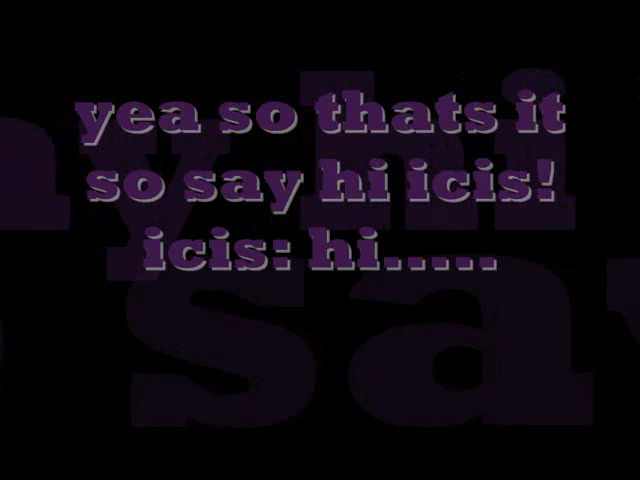 yea so thats it
so say hi icis!
icis: hi.....